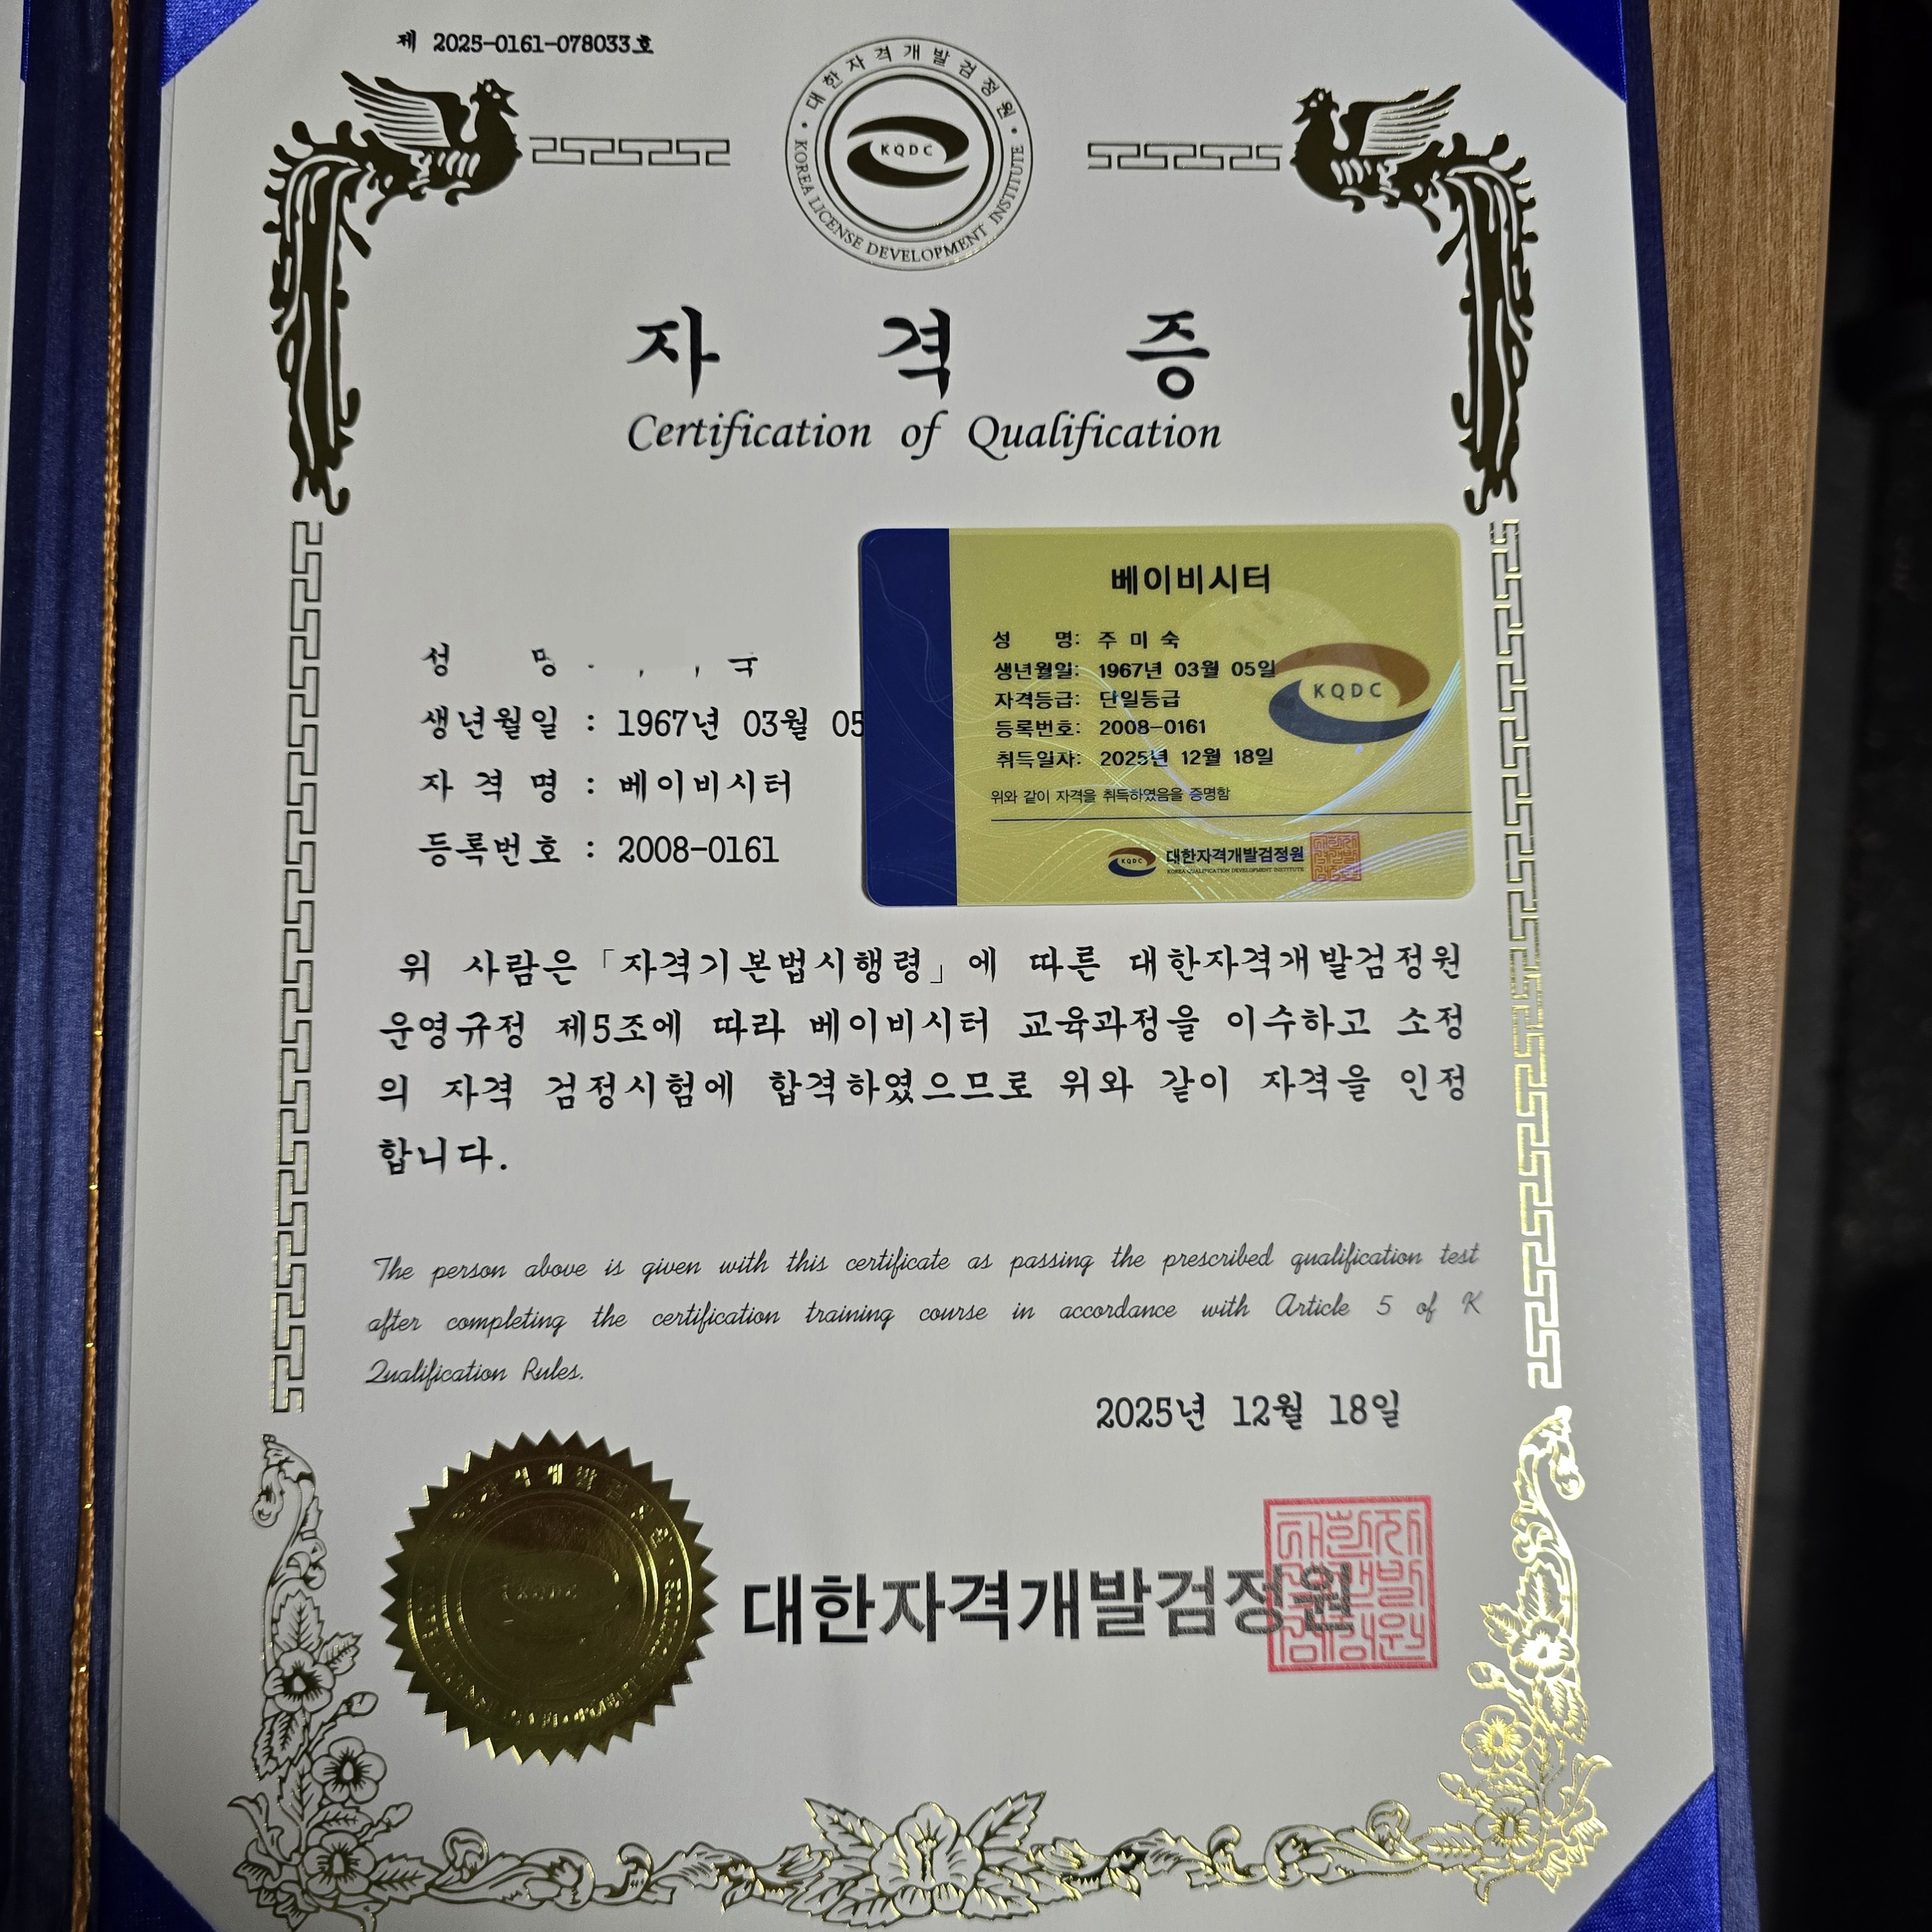 제 2025-0161-078033호
대한자격개발검정원
KQDC
KOREA LICENSE DEVELOPMENT INSTITUTE
자 격 증
Certification of Qualification
성
생년월일 : 1967년 03월 05
자 격 명 : 베이비시터
등록번호 : 2008-0161
베이비시터
성 명: 주 미 숙
생년월일: 1967년 03월 05일
자격등급: 단일등급
등록번호: 2008-0161
취득일자: 2025년 12월 18일
KQDC
위와 같이 자격을 취득하였음을 증명함
KQDC 대한자격개발검정원
KOREA QUALIFICATION DEVELOPMENT INSTITUTE
위 사람은 「자격기본법시행령」에 따른 대한자격개발검정원
운영규정 제5조에 따라 베이비시터 교육과정을 이수하고 소정
의 자격 검정시험에 합격하였으므로 위와 같이 자격을 인정
합니다.
The person above is given with this certificate as passing the prescribed qualification test
after completing the certification training course in accordance with Article 5 of K
Qualification Rules.
2025년 12월 18일
대한자격개발검정원